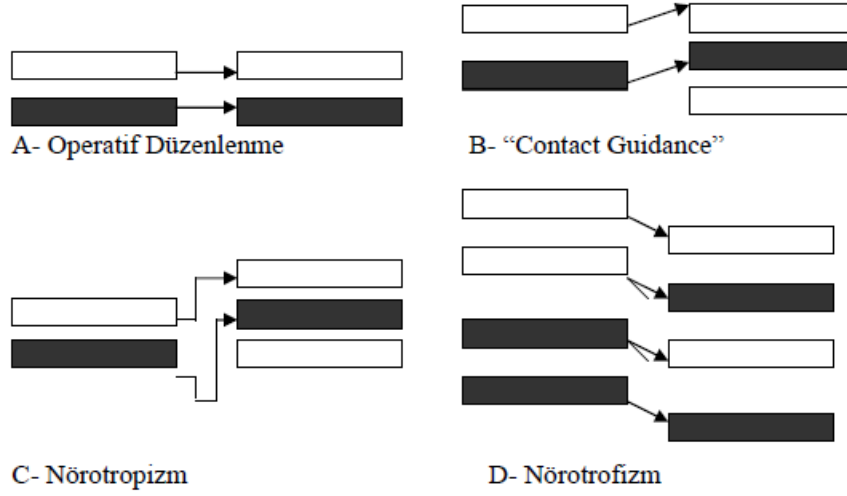 A- Operatif Düzenlenme
B- “Contact Guidance”
C- Nörotropizm
D- Nörotrofizm